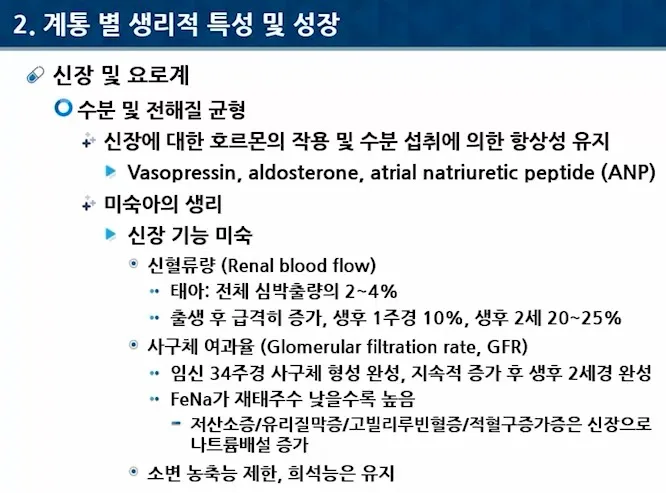 2. 계통 별 생리적 특성 및 성장
신장 및 요로계
수분 및 전해질 균형
신장에 대한 호르몬의 작용 및 수분 섭취에 의한 항상성 유지
Vasopressin, aldosterone, atrial natriuretic peptide (ANP)
미숙아의 생리
신장 기능 미숙
신혈류량 (Renal blood flow)
태아: 전체 심박출량의 2~4%
출생 후 급격히 증가, 생후 1주경 10%, 생후 2세 20~25%
사구체 여과율 (Glomerular filtration rate, GFR)
임신 34주경 사구체 형성 완성, 지속적 증가 후 생후 2세경 완성
FeNa가 재태주수 낮을수록 높음
저산소증/유리질막증/고빌리루빈혈증/적혈구증가증은 신장으로
나트륨배설 증가
소변 농축능 제한, 희석능은 유지